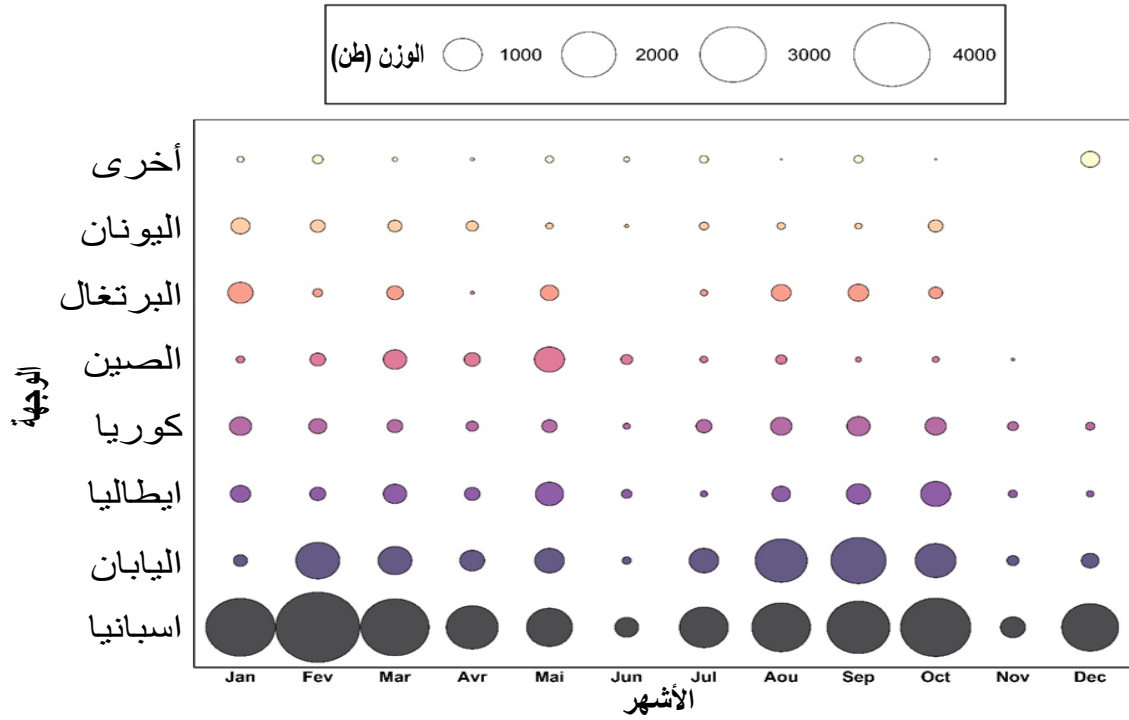 الوزن (طن) 1000 2000 3000 4000
أخرى
اليونان
البرتغال
الصين
كوريا
ايطاليا
اليابان
اسبانيا
الوجهة
Jan Fev Mar Avr Mai Jun Jul Aou Sep Oct Nov Dec
الأشهر